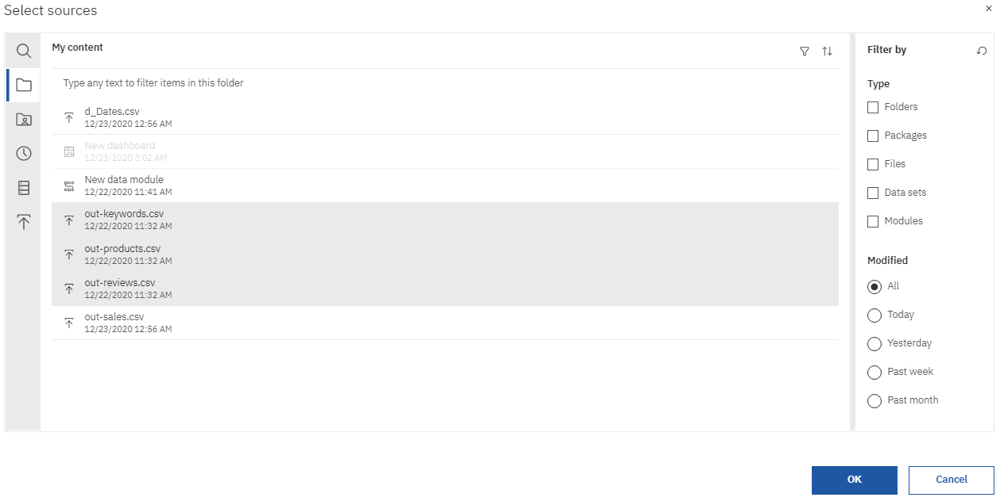 Select sources
×
My content
Type any text to filter items in this folder
d_Dates.csv
12/23/2020 12:56 AM
New dashboard
12/23/2020 3:02 AM
New data module
12/22/2020 11:41 AM
out-keywords.csv
12/22/2020 11:32 AM
out-products.csv
12/22/2020 11:32 AM
out-reviews.csv
12/22/2020 11:32 AM
out-sales.csv
12/23/2020 12:56 AM
Filter by
Type
Folders
Packages
Files
Data sets
Modules
Modified
All
Today
Yesterday
Past week
Past month
OK
Cancel